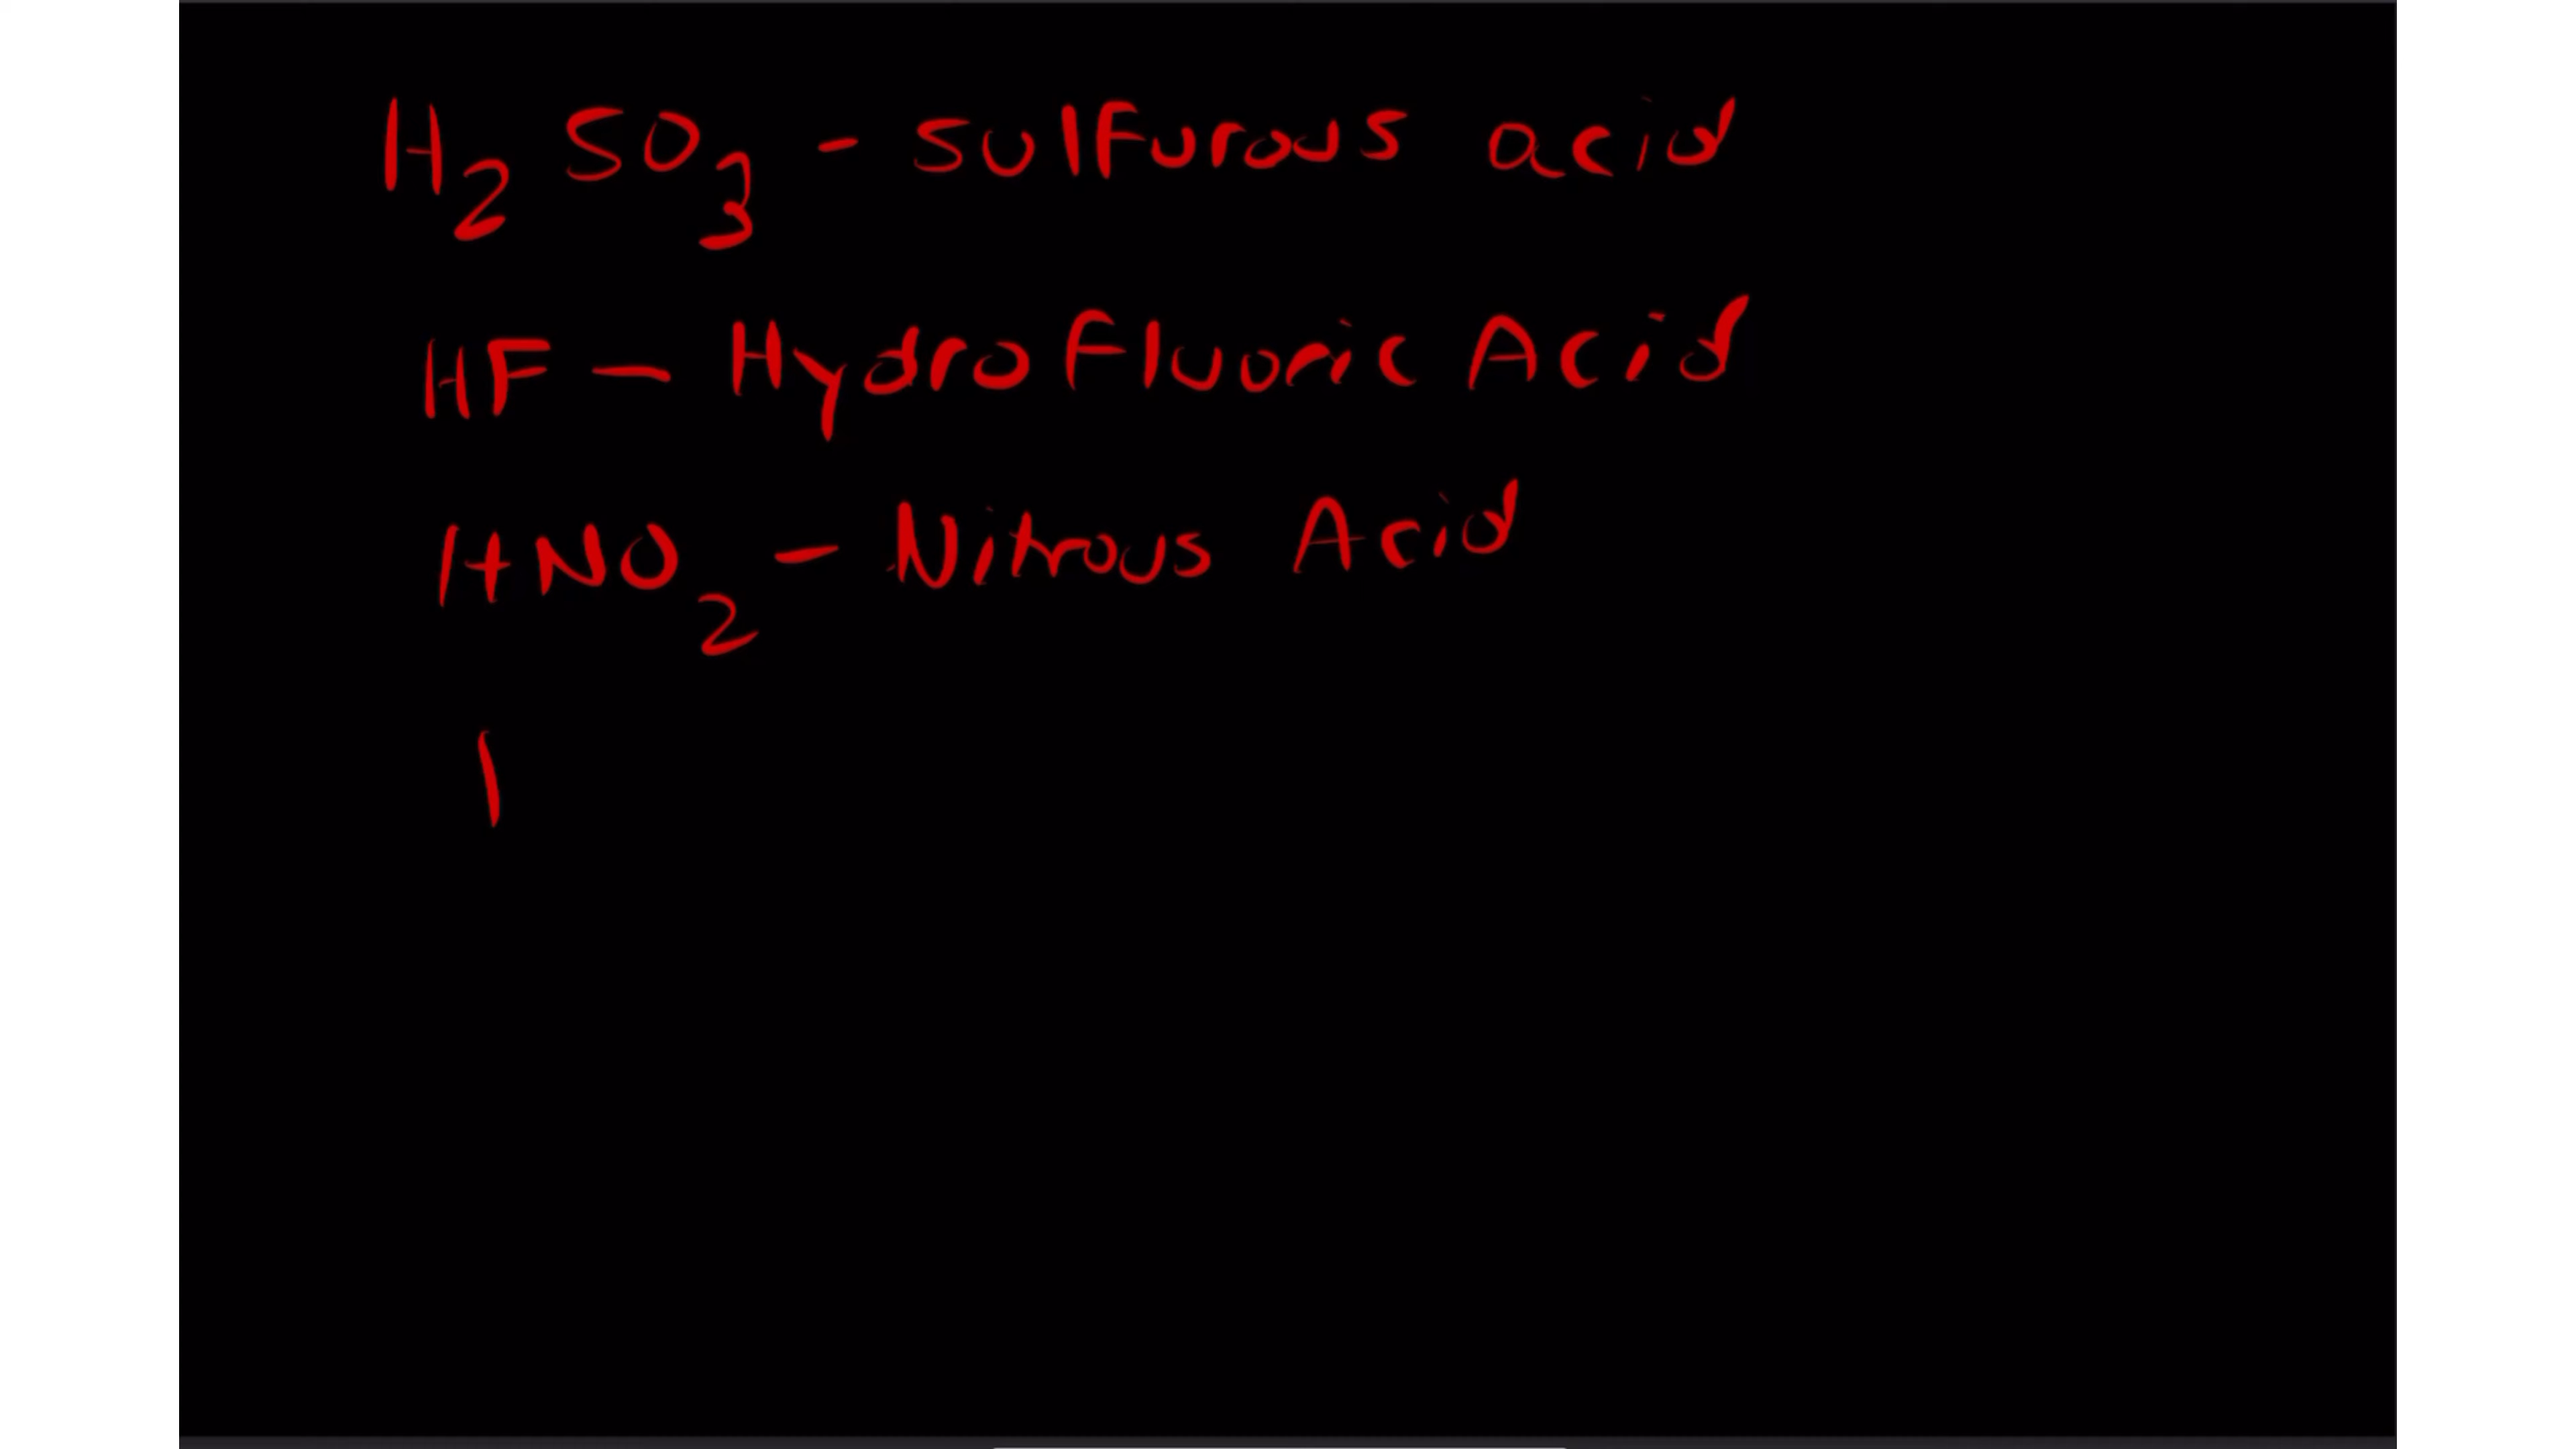 H2SO3 - sulfurous acid
HF - Hydrofluoric Acid
HNO2 - Nitrous Acid